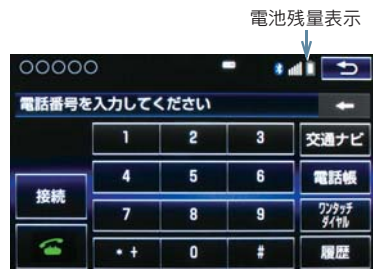 電池残量表示
○○○○○
電話番号を入力してください
1 2 3 交通ナビ
4 5 6 電話帳
接続
7 8 9 ワンタッチ
ダイヤル
* + 0 # 履歴